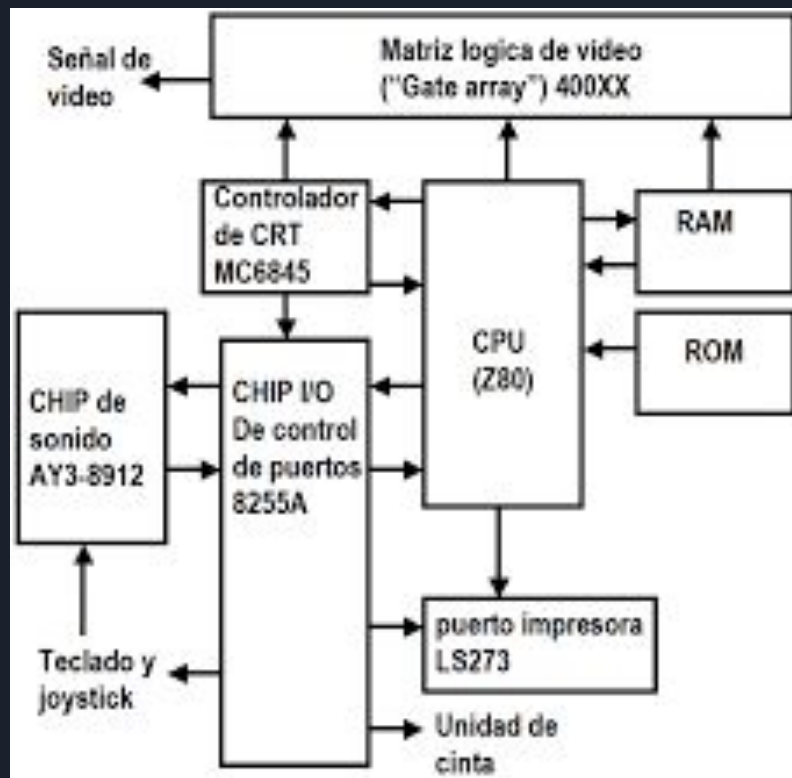 Señal de
video
Matriz logica de video
("Gate array") 400XX
Controlador
de CRT
MC6845
RAM
CPU
(Z80)
ROM
CHIP de
sonido
AY3-8912
CHIP I/O
De control
de puertos
8255A
puerto impresora
LS273
Teclado y
joystick
Unidad de
cinta